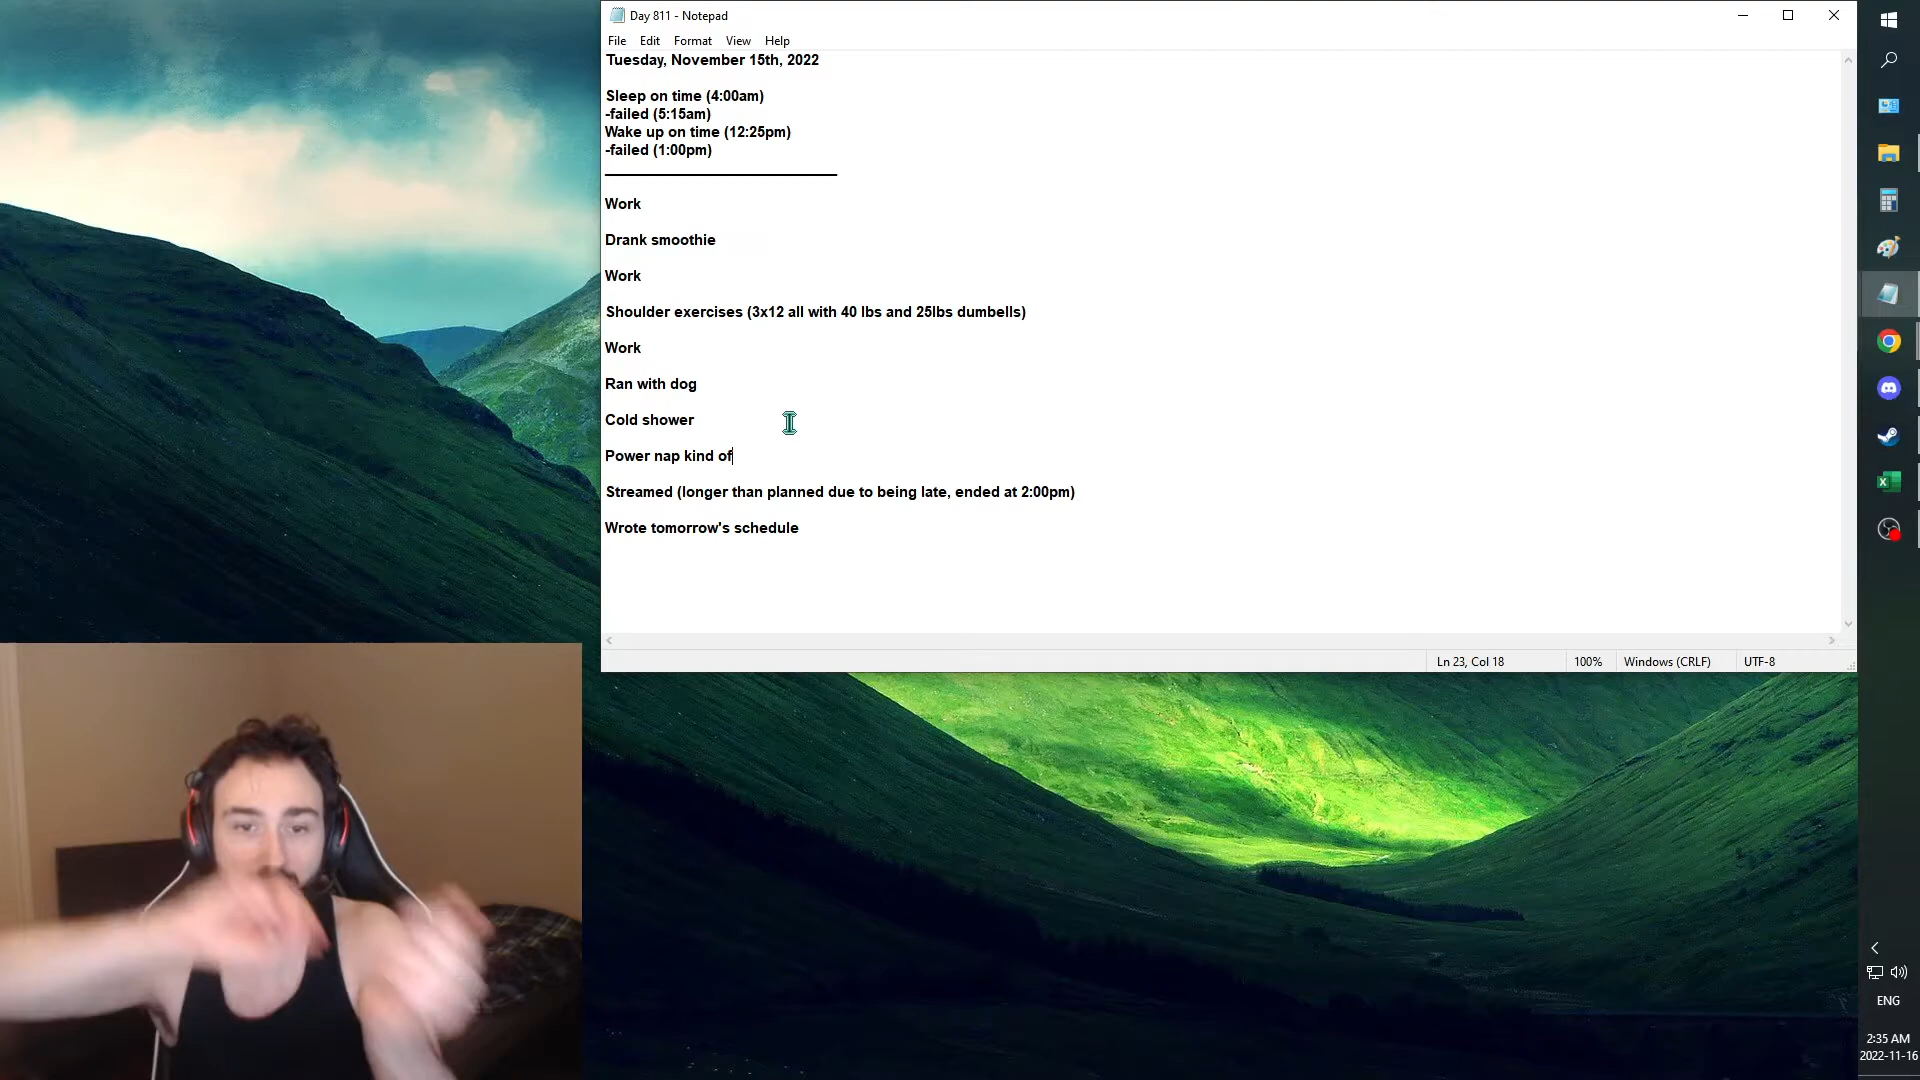 Day 811 - Notepad
File Edit Format View Help
Tuesday, November 15th, 2022
Sleep on time (4:00am)
-failed (5:15am)
Wake up on time (12:25pm)
-failed (1:00pm)
Work
Drank smoothie
Work
Shoulder exercises (3x12 all with 40 lbs and 25lbs dumbells)
Work
Ran with dog
Cold shower
Power nap kind of
Streamed (longer than planned due to being late, ended at 2:00pm)
Wrote tomorrow's schedule
Ln 23, Col 18 100% Windows (CRLF) UTF-8
ENG
2:35 AM
2022-11-16